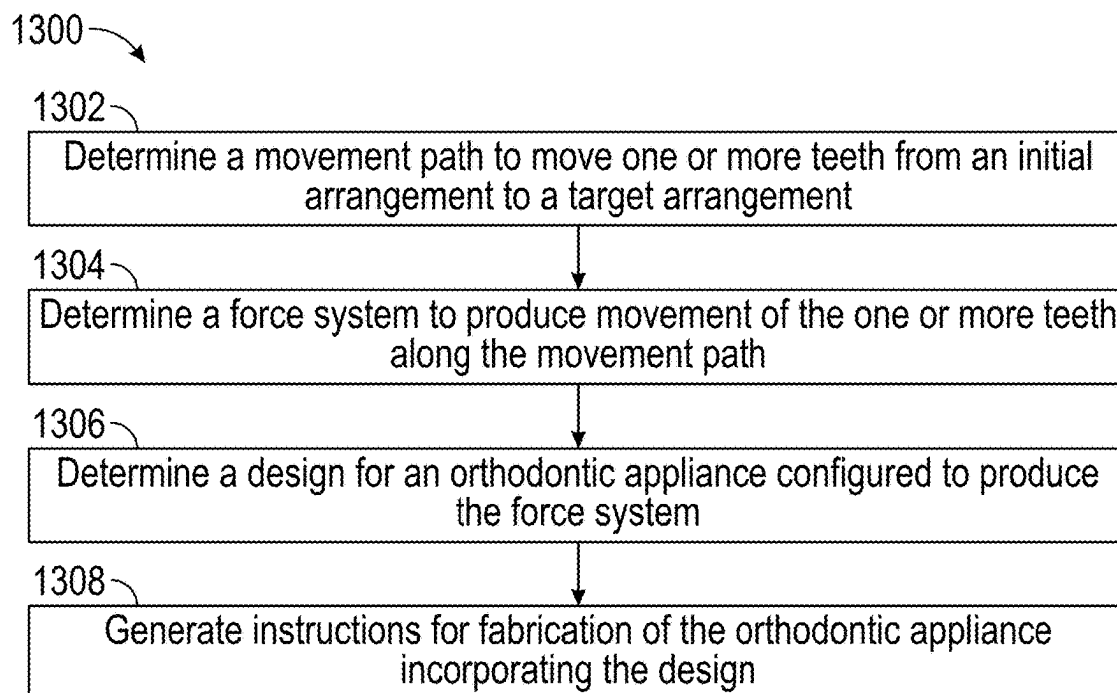 1300
1302
Determine a movement path to move one or more teeth from an initial
arrangement to a target arrangement
1304
Determine a force system to produce movement of the one or more teeth
along the movement path
1306
Determine a design for an orthodontic appliance configured to produce
the force system
1308
Generate instructions for fabrication of the orthodontic appliance
incorporating the design